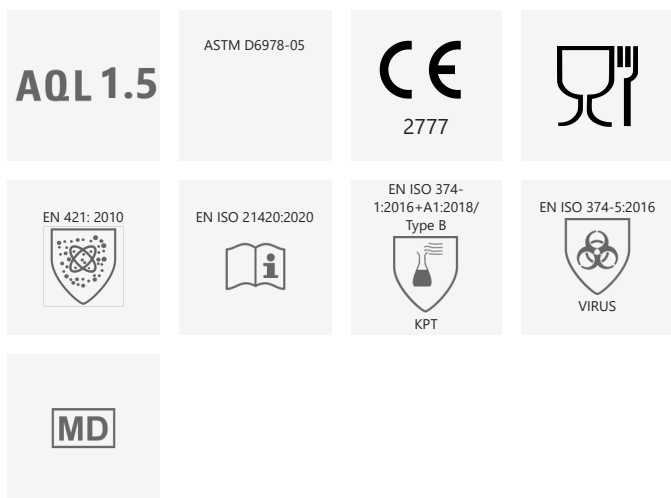 AQL 1.5
ASTM D6978-05
CE
2777
EN 421: 2010
EN ISO 21420:2020
i
EN ISO 374-
1:2016+A1:2018/
Type B
KPT
EN ISO 374-5:2016
VIRUS
MD